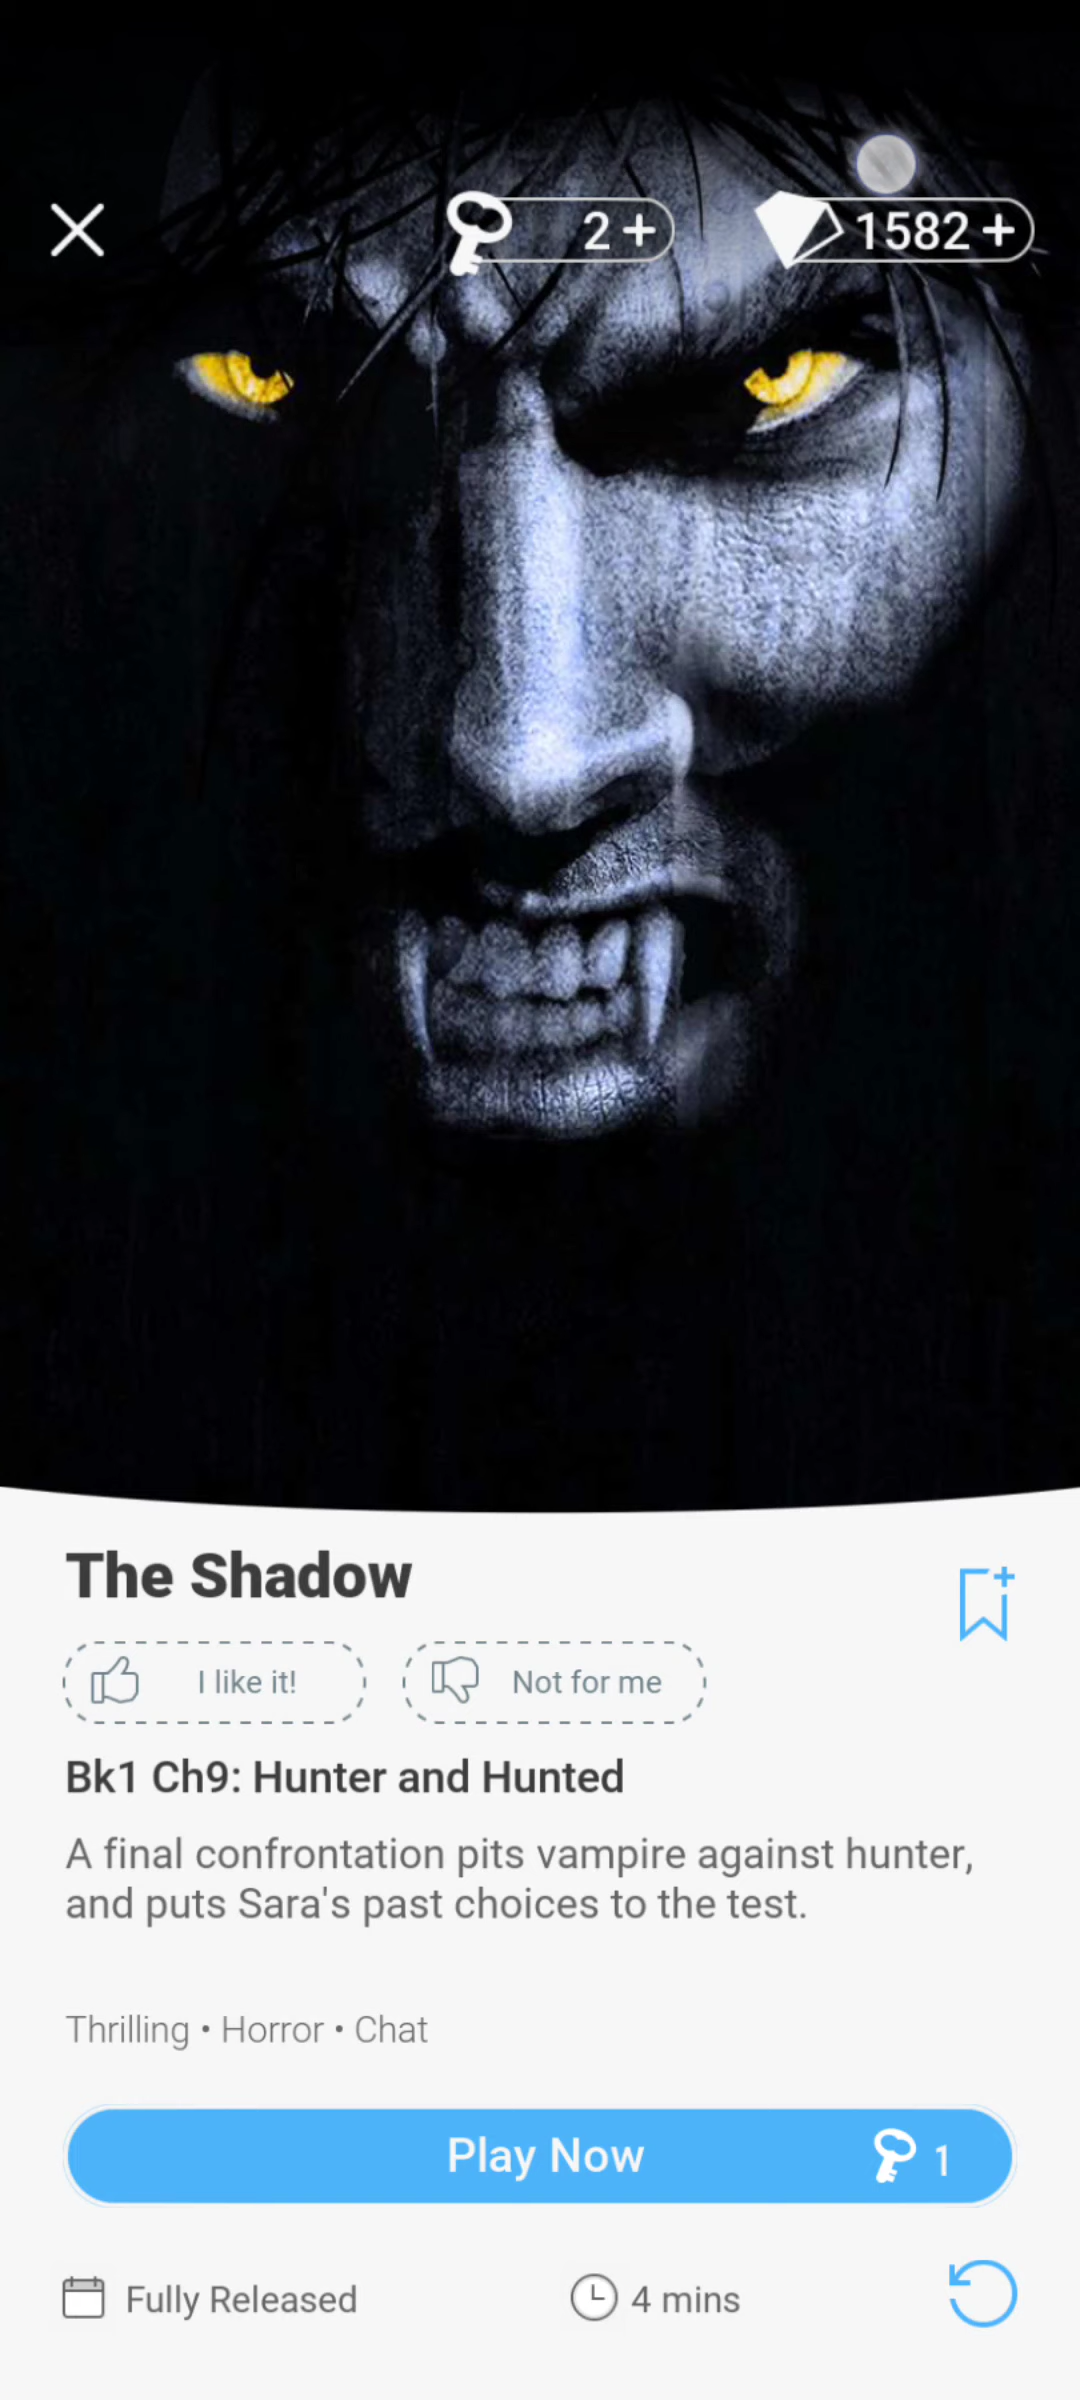 2 +
1582 +
The Shadow
I like it!
Not for me
Bk1 Ch9: Hunter and Hunted
A final confrontation pits vampire against hunter,
and puts Sara's past choices to the test.
Thrilling • Horror • Chat
Play Now 1
Fully Released
4 mins